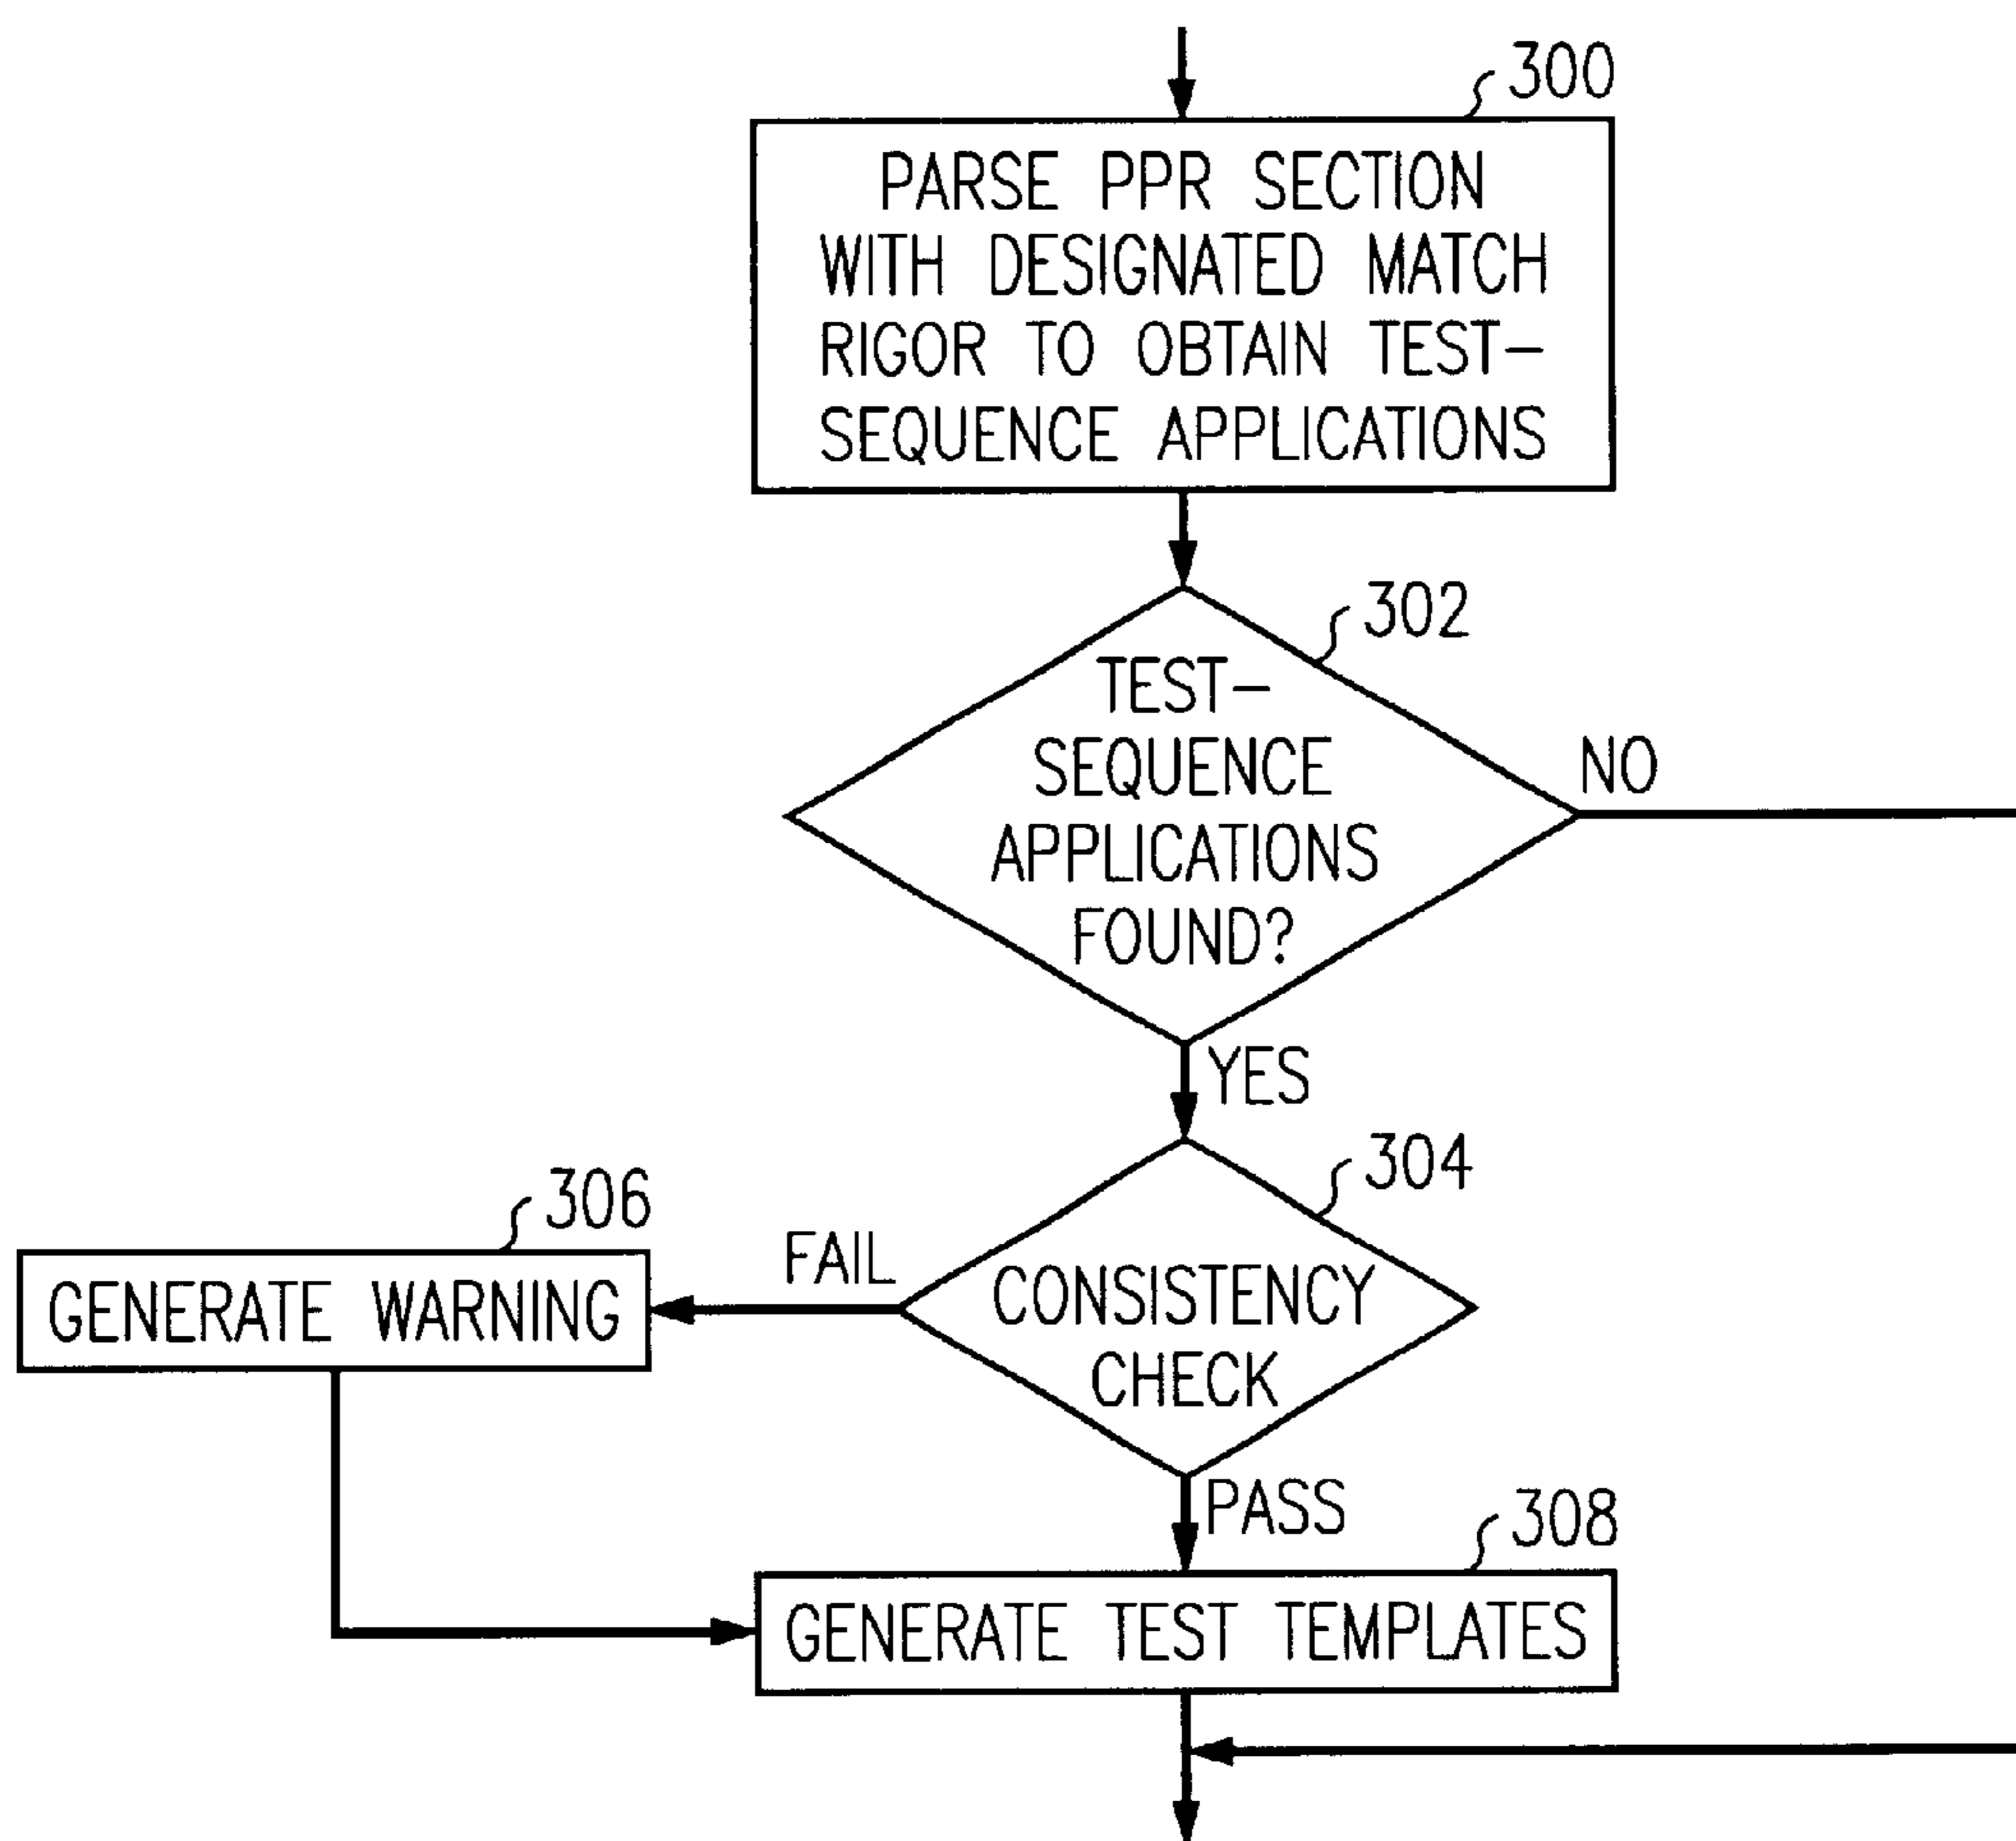 300
PARSE PPR SECTION
WITH DESIGNATED MATCH
RIGOR TO OBTAIN TEST–
SEQUENCE APPLICATIONS
302
TEST–
SEQUENCE
APPLICATIONS
FOUND?
NO
YES
304
CONSISTENCY
CHECK
FAIL
306
GENERATE WARNING
PASS
308
GENERATE TEST TEMPLATES